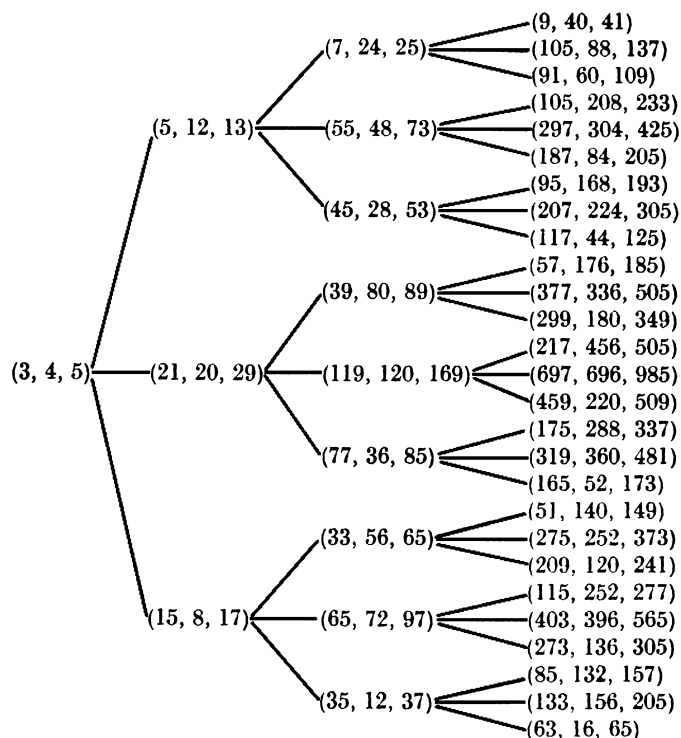 (9, 40, 41)
(7, 24, 25) (105, 88, 137)
(91, 60, 109)
(105, 208, 233)
(5, 12, 13) (55, 48, 73) (297, 304, 425)
(187, 84, 205)
(95, 168, 193)
(45, 28, 53) (207, 224, 305)
(117, 44, 125)
(57, 176, 185)
(39, 80, 89) (377, 336, 505)
(299, 180, 349)
(217, 456, 505)
(3, 4, 5) (21, 20, 29) (119, 120, 169) (697, 696, 985)
(459, 220, 509)
(175, 288, 337)
(77, 36, 85) (319, 360, 481)
(165, 52, 173)
(51, 140, 149)
(33, 56, 65) (275, 252, 373)
(209, 120, 241)
(115, 252, 277)
(15, 8, 17) (65, 72, 97) (403, 396, 565)
(273, 136, 305)
(85, 132, 157)
(35, 12, 37) (133, 156, 205)
(63, 16, 65)